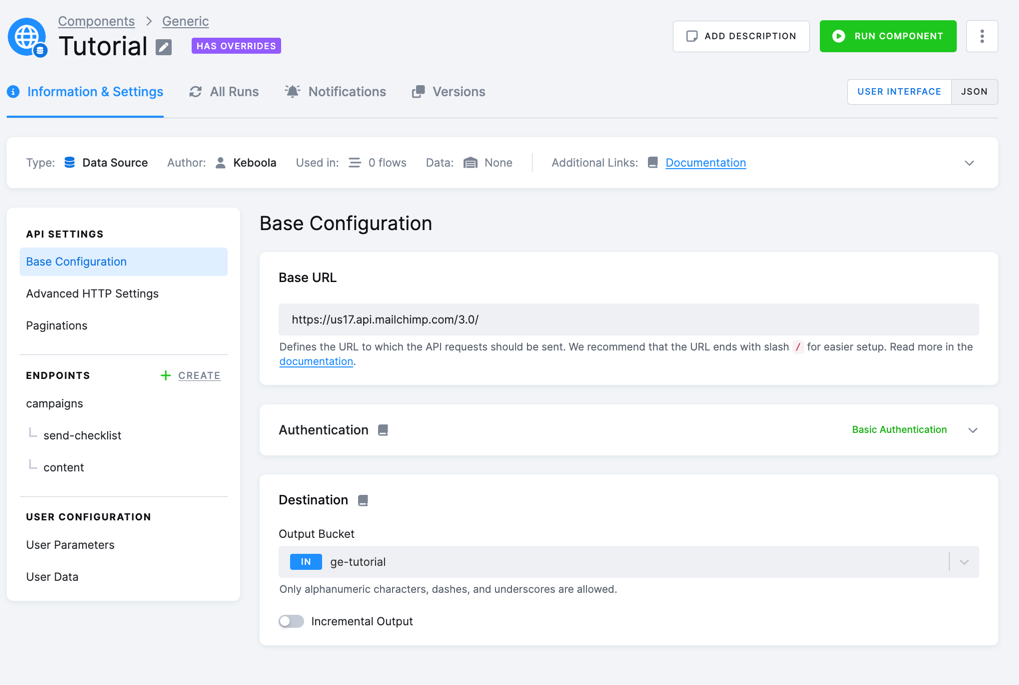 Components > Generic
Tutorial HAS OVERRIDES
ADD DESCRIPTION
RUN COMPONENT
Information & Settings
All Runs
Notifications
Versions
USER INTERFACE
JSON
Type: Data Source Author: Keboola Used in: 0 flows Data: None Additional Links: Documentation
API SETTINGS
Base Configuration
Advanced HTTP Settings
Paginations
ENDPOINTS
+ CREATE
campaigns
send-checklist
content
USER CONFIGURATION
User Parameters
User Data
Base Configuration
Base URL
https://us17.api.mailchimp.com/3.0/
Defines the URL to which the API requests should be sent. We recommend that the URL ends with slash / for easier setup. Read more in the
documentation.
Authentication
Basic Authentication
Destination
Output Bucket
IN ge-tutorial
Only alphanumeric characters, dashes, and underscores are allowed.
Incremental Output